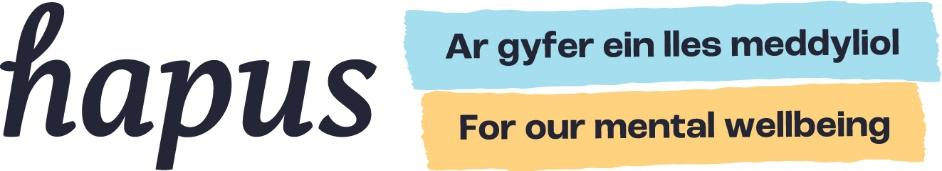 hapus
Ar gyfer ein lles meddyliol
For our mental wellbeing